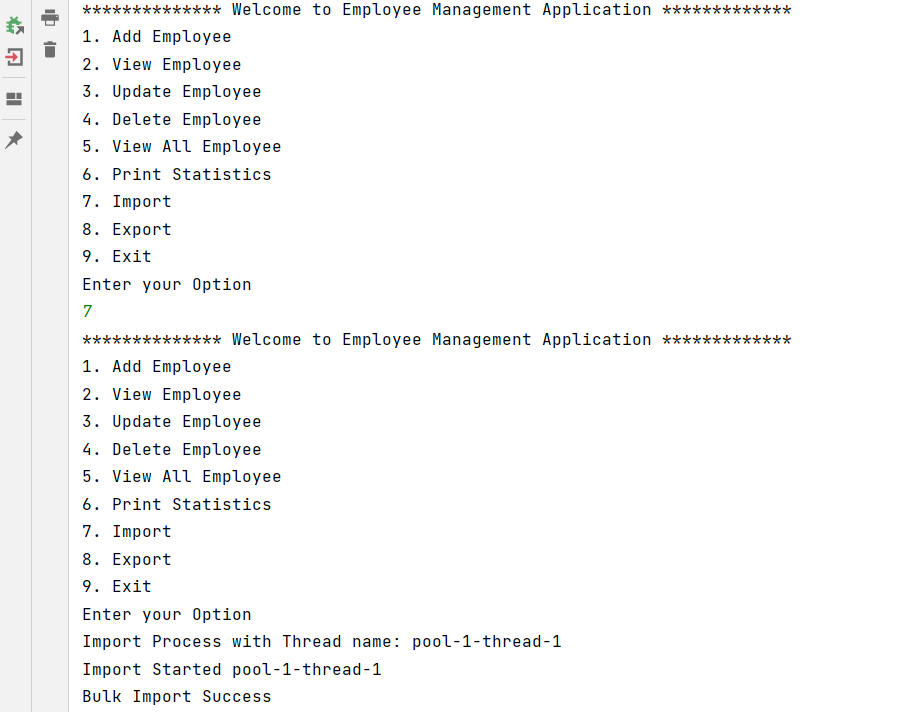 ************** Welcome to Employee Management Application *************
1. Add Employee
2. View Employee
3. Update Employee
4. Delete Employee
5. View All Employee
6. Print Statistics
7. Import
8. Export
9. Exit
Enter your Option
7
************** Welcome to Employee Management Application *************
1. Add Employee
2. View Employee
3. Update Employee
4. Delete Employee
5. View All Employee
6. Print Statistics
7. Import
8. Export
9. Exit
Enter your Option
Import Process with Thread name: pool-1-thread-1
Import Started pool-1-thread-1
Bulk Import Success